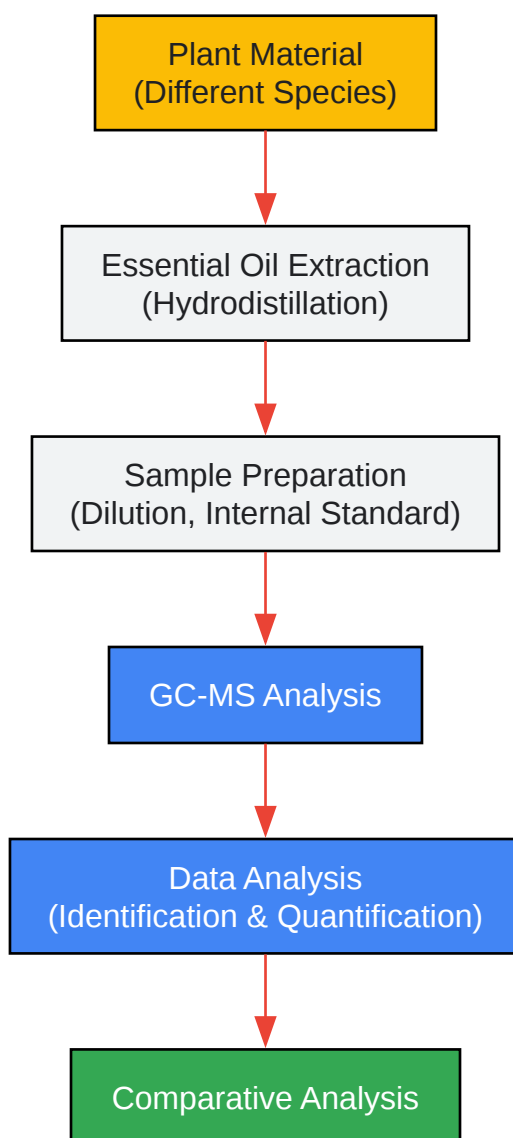 Plant Material
(Different Species)
Essential Oil Extraction
(Hydrodistillation)
Sample Preparation
(Dilution, Internal Standard)
GC-MS Analysis
Data Analysis
(Identification & Quantification)
Comparative Analysis